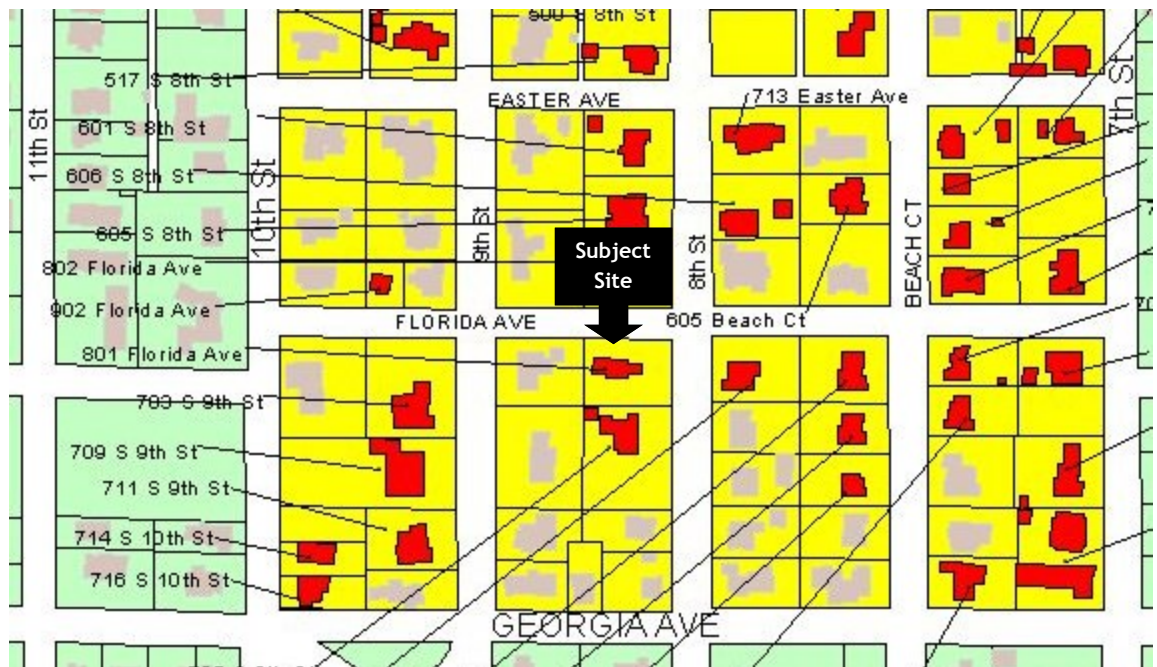 500 S 8th St
517 S 8th St
EASTER AVE
713 Easter Ave
7th St
11th St
601 S 8th St
606 S 8th St
10th St
9th St
605 S 8th St
Subject
Site
8th St
BEACH CT
802 Florida Ave
902 Florida Ave
FLORIDA AVE
605 Beach Ct
70
801 Florida Ave
703 S 9th St
709 S 9th St
711 S 9th St
714 S 10th St
716 S 10th St
GEORGIA AVE